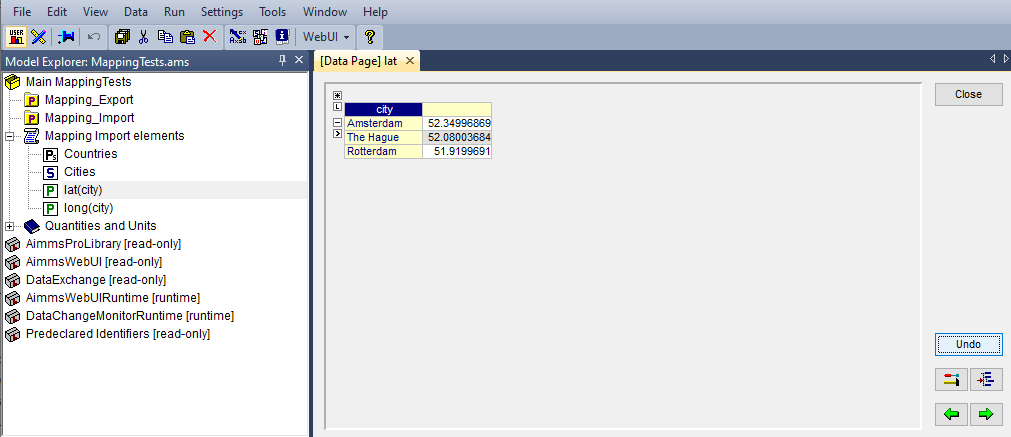 File Edit View Data Run Settings Tools Window Help
USER WebUI
Model Explorer: MappingTests.ams
[Data Page] lat
Main MappingTests
Mapping_Export
Mapping_Import
Mapping Import elements
Countries
Cities
lat(city)
long(city)
Quantities and Units
AimmsProLibrary [read-only]
AimmsWebUI [read-only]
DataExchange [read-only]
AimmsWebUIRuntime [runtime]
DataChangeMonitorRuntime [runtime]
Predeclared Identifiers [read-only]
city
Amsterdam 52.34996869
The Hague 52.08003684
Rotterdam 51.9199691
Close
Undo